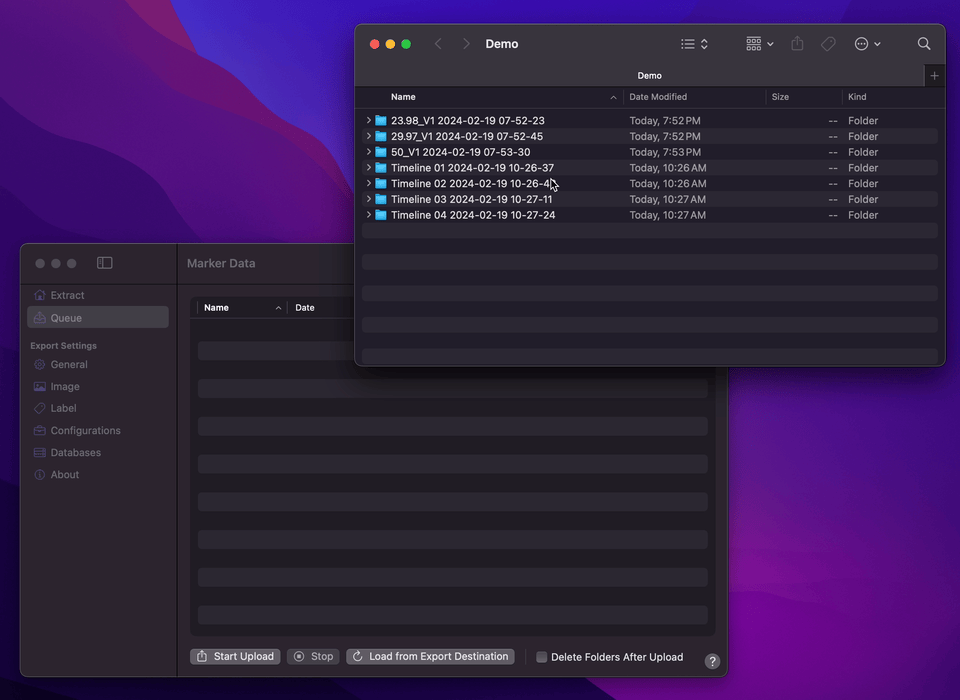 Demo
Demo
Name Date Modified Size Kind
23.98_V1 2024-02-19 07-52-23 Today, 7:52 PM -- Folder
29.97_V1 2024-02-19 07-52-45 Today, 7:52 PM -- Folder
50_V1 2024-02-19 07-53-30 Today, 7:53 PM -- Folder
Timeline 01 2024-02-19 10-26-37 Today, 10:26 AM -- Folder
Timeline 02 2024-02-19 Today, 10:26 AM -- Folder
Timeline 03 2024-02-19 10-27-11 Today, 10:27 AM -- Folder
Timeline 04 2024-02-19 10-27-24 Today, 10:27 AM -- Folder
Marker Data
Extract
Queue
Export Settings
General
Image
Label
Configurations
Databases
About
Name Date
Start Upload Stop Load from Export Destination Delete Folders After Upload ?